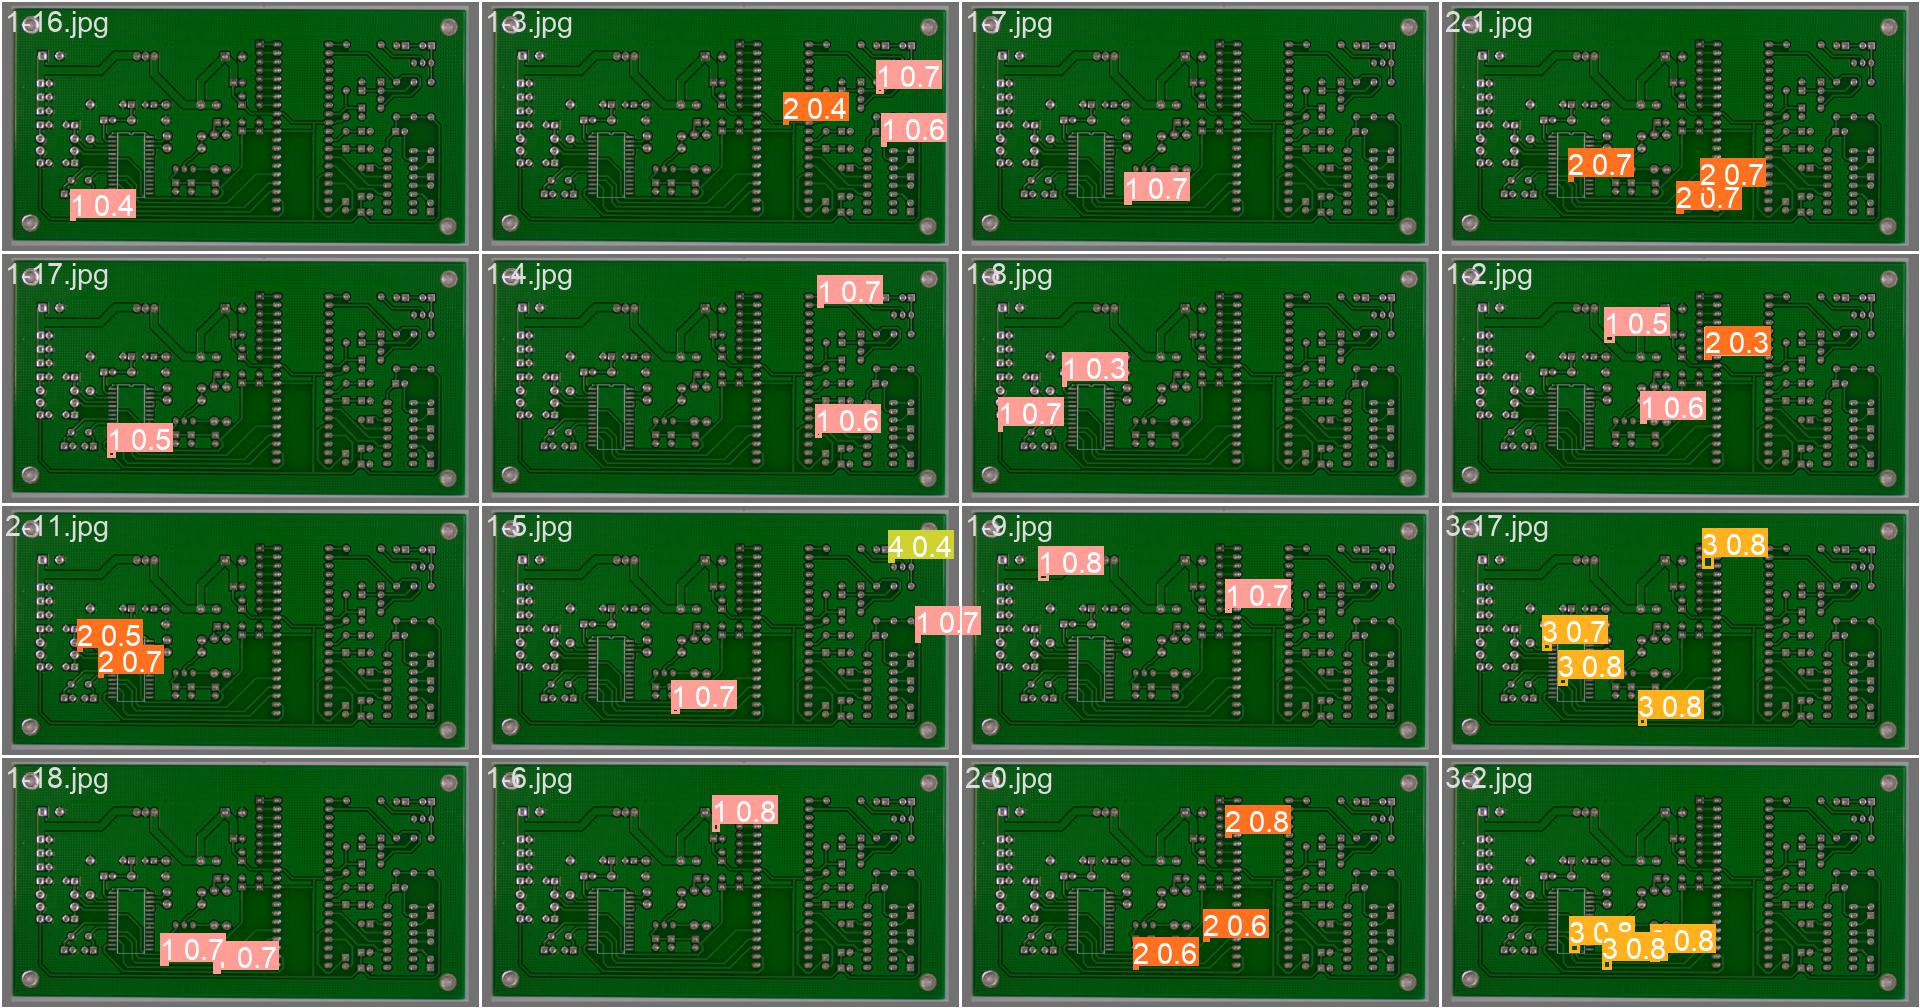 1-16.jpg
1 0.4
1-3.jpg
1 0.7
2 0.4
1 0.6
1-7.jpg
1 0.7
2-1.jpg
2 0.7
2 0.7
2 0.7
1-17.jpg
1 0.5
1-4.jpg
1 0.7
1 0.6
1-8.jpg
1 0.3
1 0.7
1-2.jpg
1 0.5
2 0.3
1 0.6
2-11.jpg
2 0.5
2 0.7
1-5.jpg
4 0.4
1 0.7
1 0.7
1-9.jpg
1 0.8
1 0.7
3-17.jpg
3 0.8
3 0.7
3 0.8
3 0.8
1-18.jpg
1 0.7
0.7
1-6.jpg
1 0.8
2-0.jpg
2 0.8
2 0.6
2 0.6
3-2.jpg
3 0.8
0.8
3 0.8